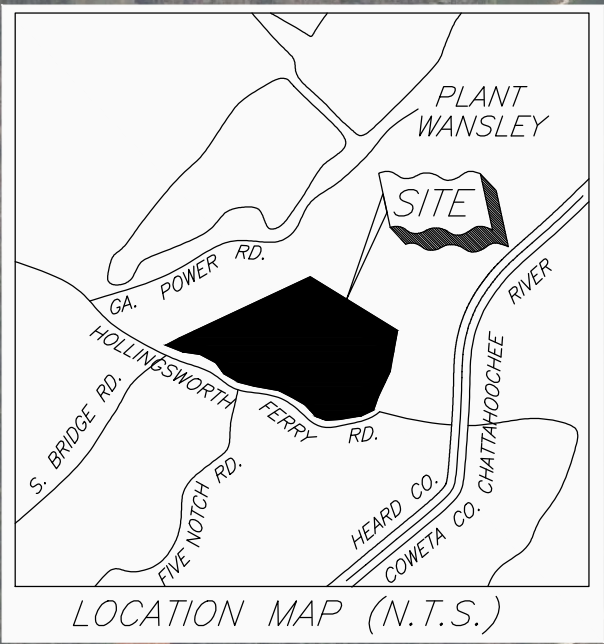 PLANT
WANSLEY
SITE
GA. POWER RD.
RIVER
HOLLINGSWORTH FERRY RD.
CHATTAHOOCHEE
S. BRIDGE RD.
FIVE NOTCH RD.
HEARD CO.
COWETA CO.
LOCATION MAP (N.T.S.)